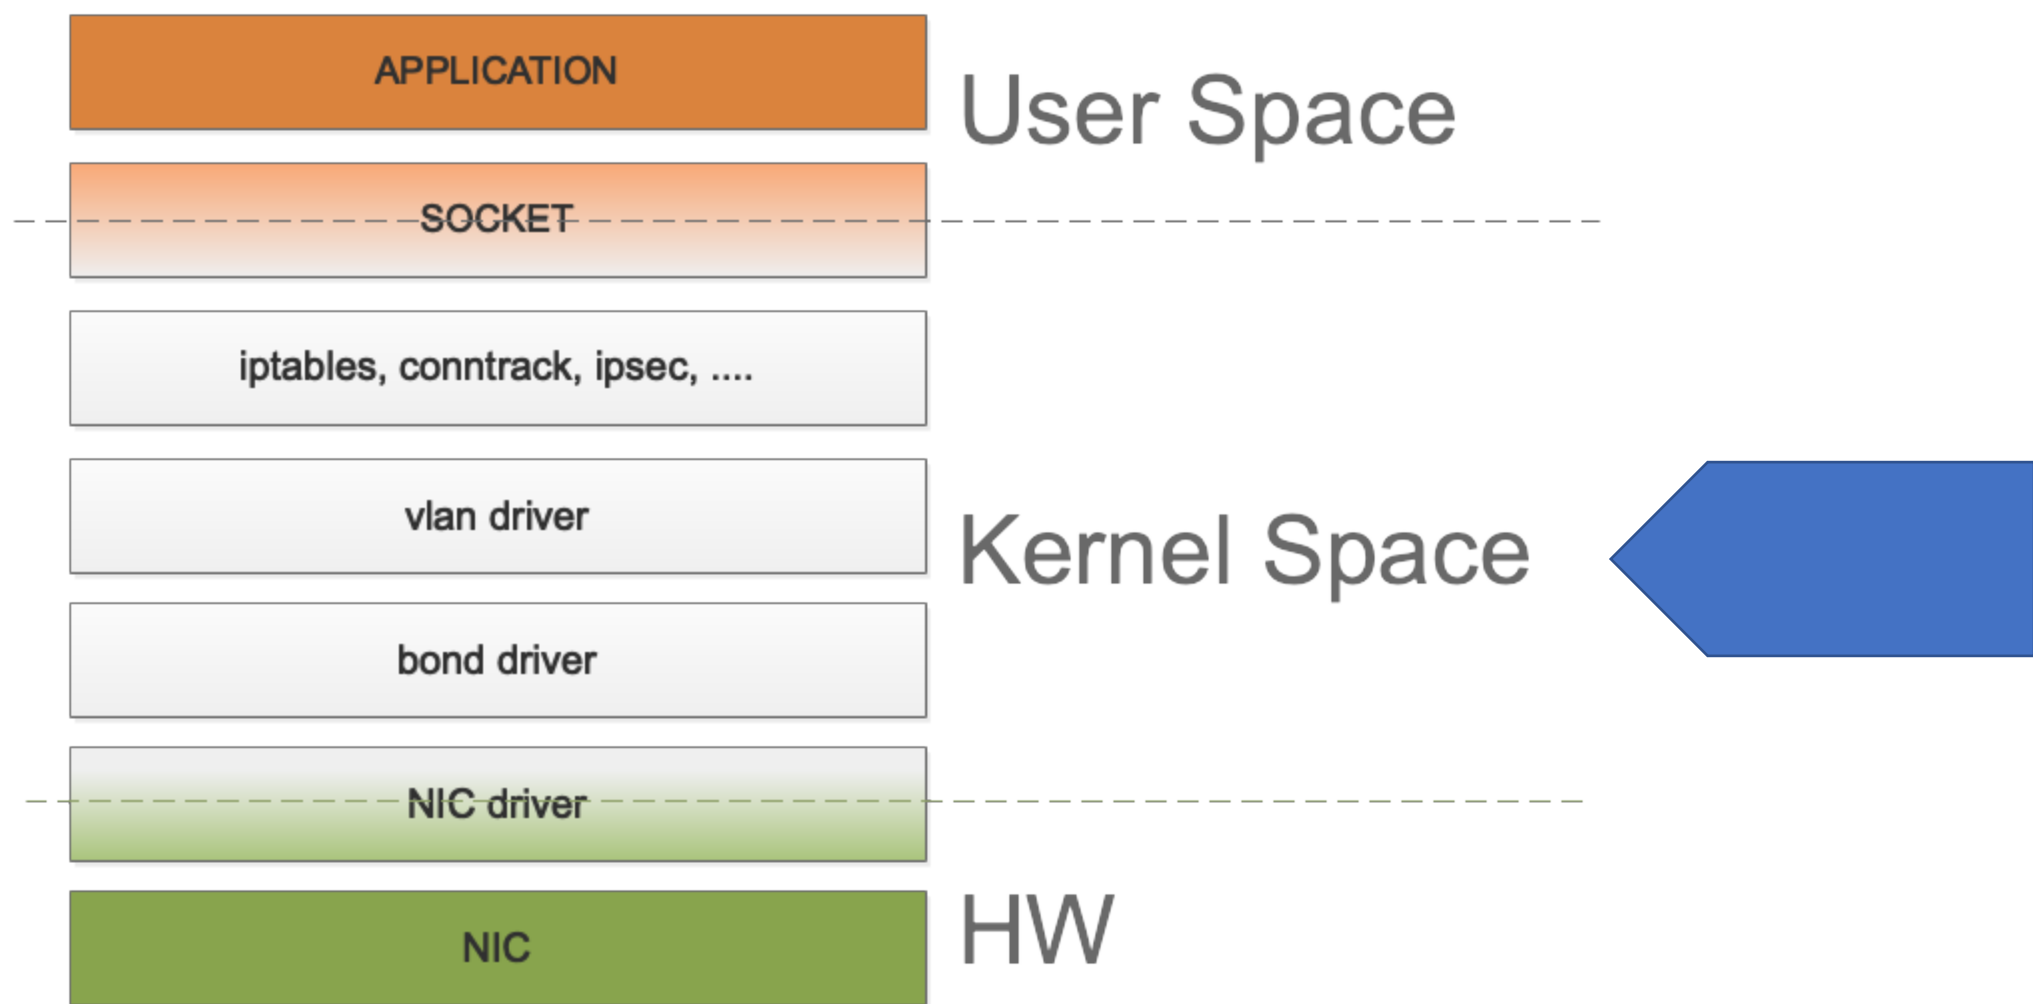 APPLICATION
User Space
SOCKET
iptables, conntrack, ipsec, ....
vlan driver
Kernel Space
bond driver
NIC driver
NIC
HW